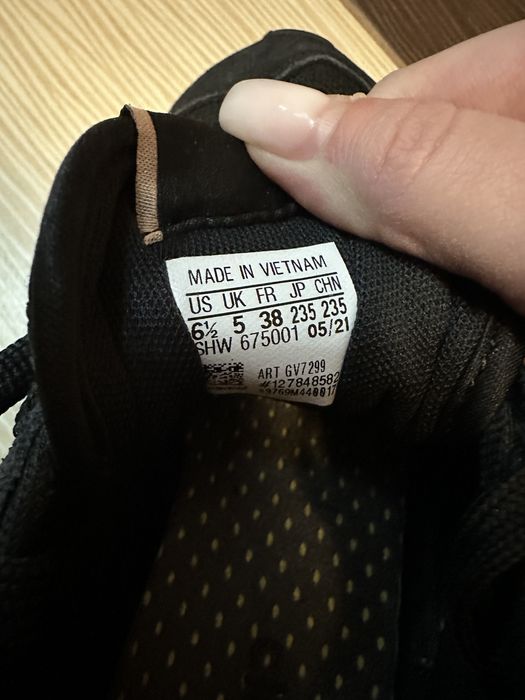 MADE IN VIETNAM
US UK FR JP CHN
6½ 5 38 235 235
SHW 675001 05/21
ART GV7299
#127848582